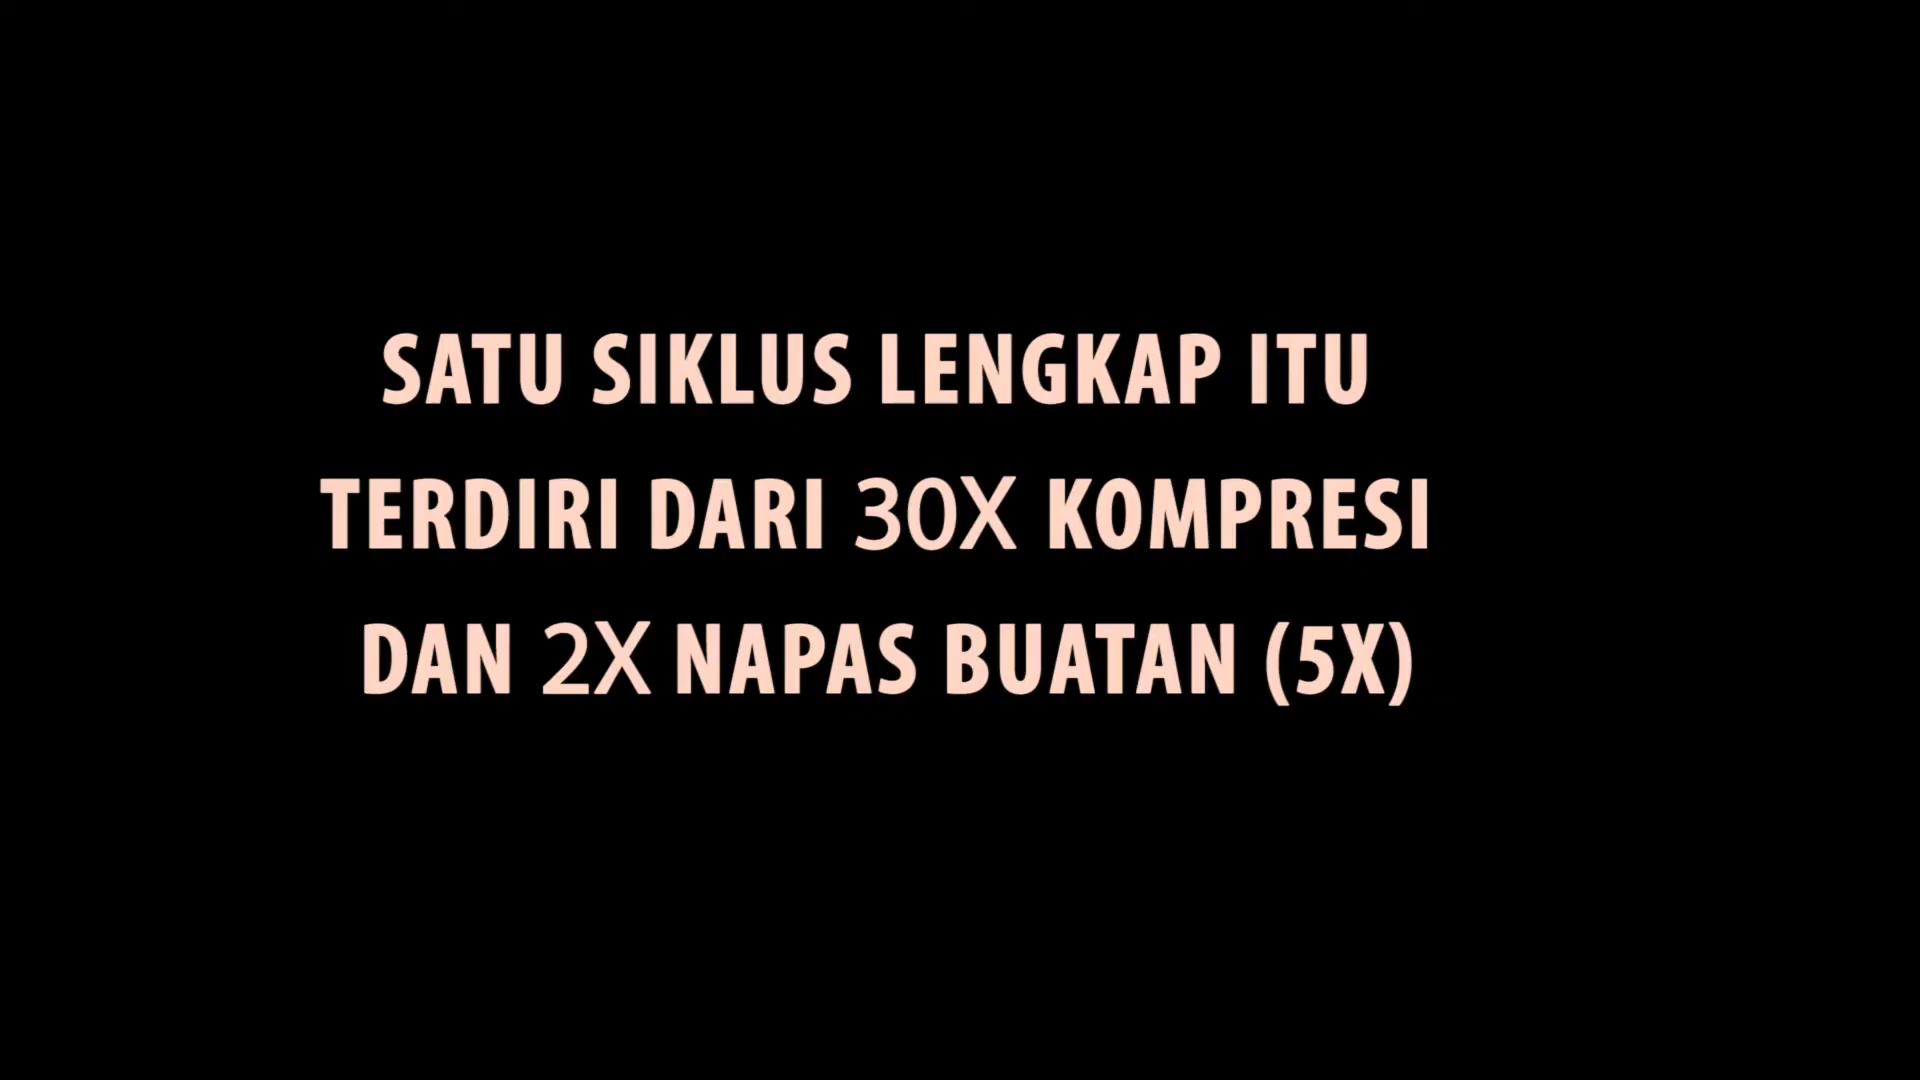 SATU SIKLUS LENGKAP ITU
TERDIRI DARI 30X KOMPRESI
DAN 2X NAPAS BUATAN (5X)